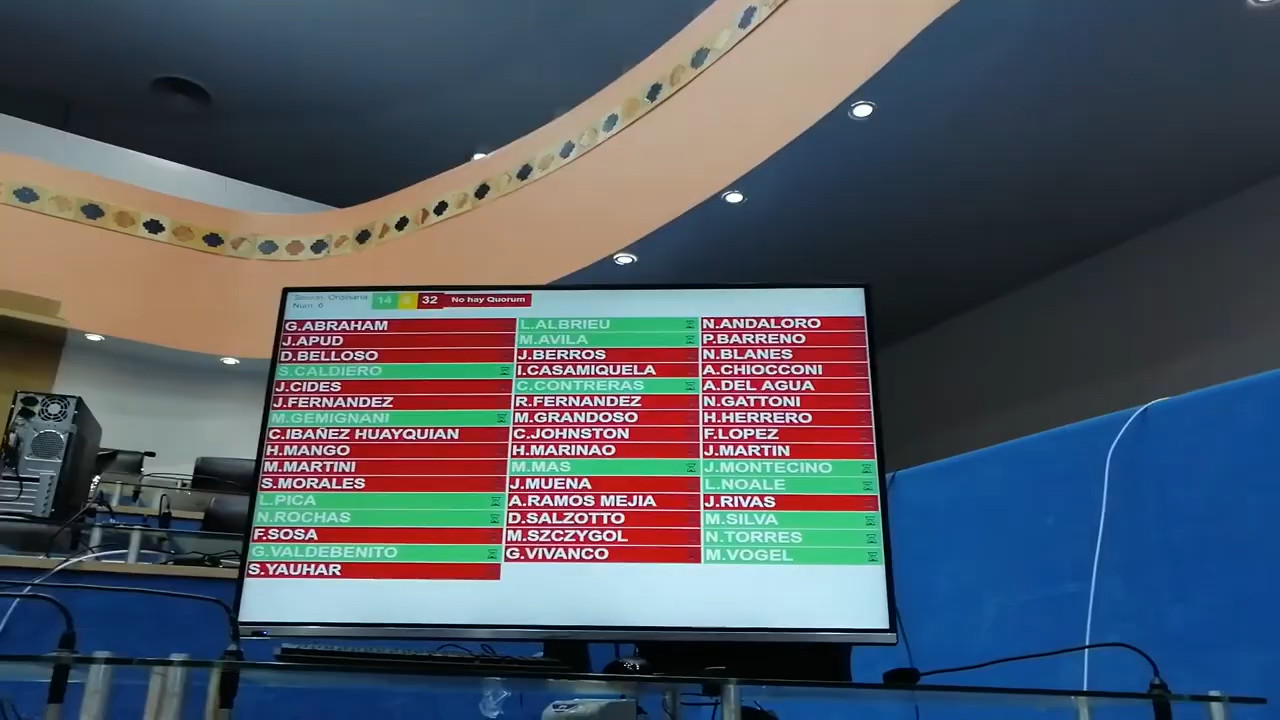 Sesión: Ordinaria
Num: 6
14 32 No hay Quorum
G.ABRAHAM L.ALBRIEU N.ANDALORO
J.APUD M.AVILA P.BARRENO
D.BELLOSO J.BERROS N.BLANES
S.CALDIERO I.CASAMIQUELA A.CHIOCCONI
J.CIDES C.CONTRERAS A.DEL AGUA
J.FERNANDEZ R.FERNANDEZ N.GATTONI
M.GEMIGNANI M.GRANDOSO H.HERRERO
C.IBAÑEZ HUAYQUIAN C.JOHNSTON F.LOPEZ
H.MANGO H.MARINAO J.MARTIN
M.MARTINI M.MAS J.MONTECINO
S.MORALES J.MUENA L.NOALE
L.PICA A.RAMOS MEJIA J.RIVAS
N.ROCHAS D.SALZOTTO M.SILVA
F.SOSA M.SZCZYGOL N.TORRES
G.VALDEBENITO G.VIVANCO M.VOGEL
S.YAUHAR